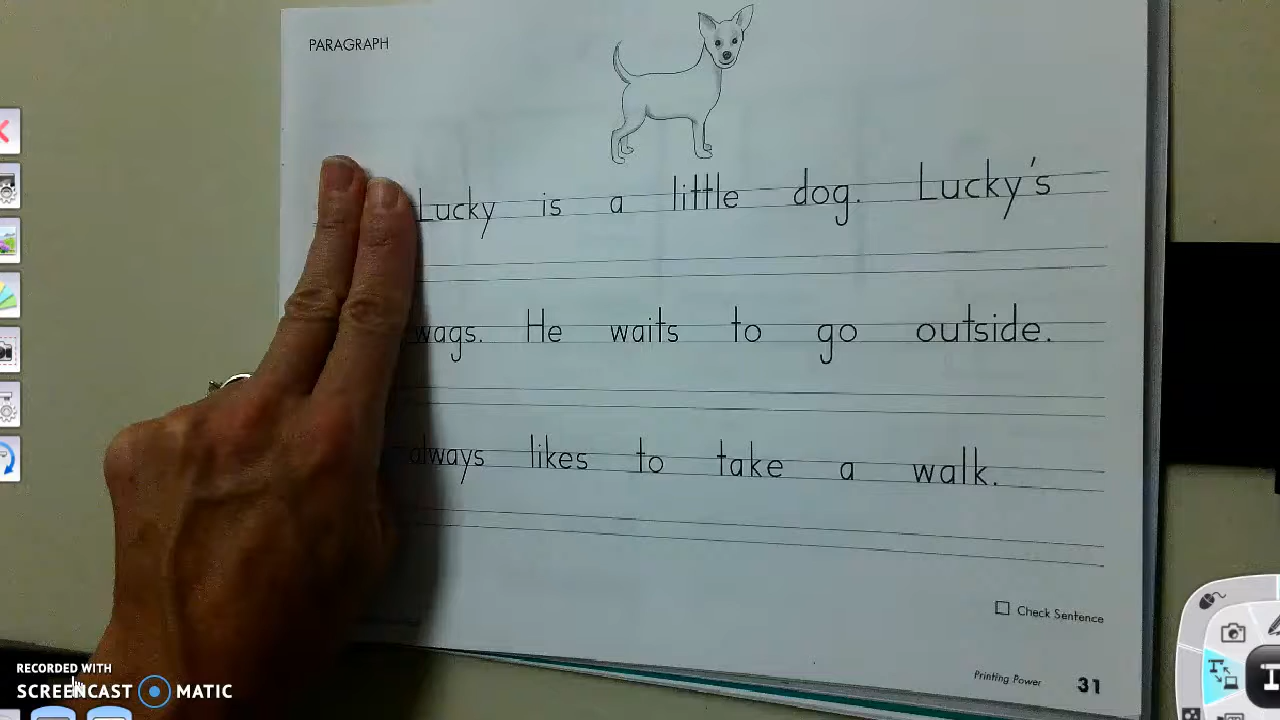 PARAGRAPH
Lucky is a little dog. Lucky's
wags. He waits to go outside.
always likes to take a walk.
Check Sentence
Printing Power 31
RECORDED WITH
SCREENCAST MATIC